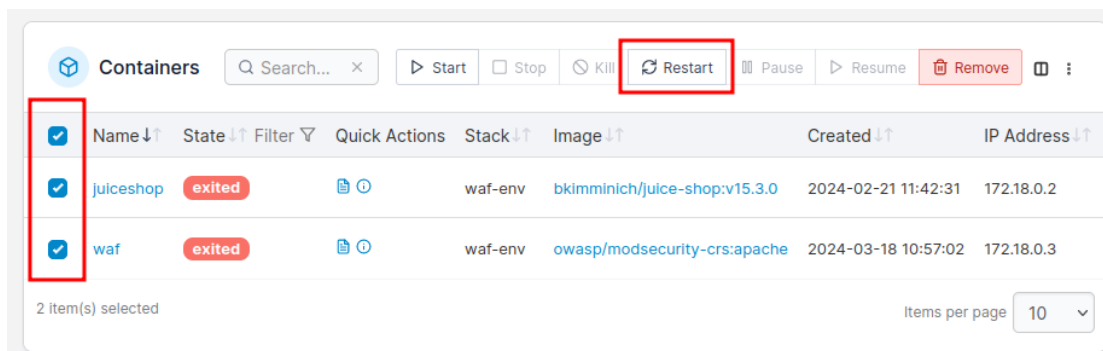 Containers Search... × Start Stop Kill Restart Pause Resume Remove
Name State Filter Quick Actions Stack Image Created IP Address
juiceshop exited waf-env bkimminich/juice-shop:v15.3.0 2024-02-21 11:42:31 172.18.0.2
waf exited waf-env owasp/modsecurity-crs:apache 2024-03-18 10:57:02 172.18.0.3
2 item(s) selected Items per page 10